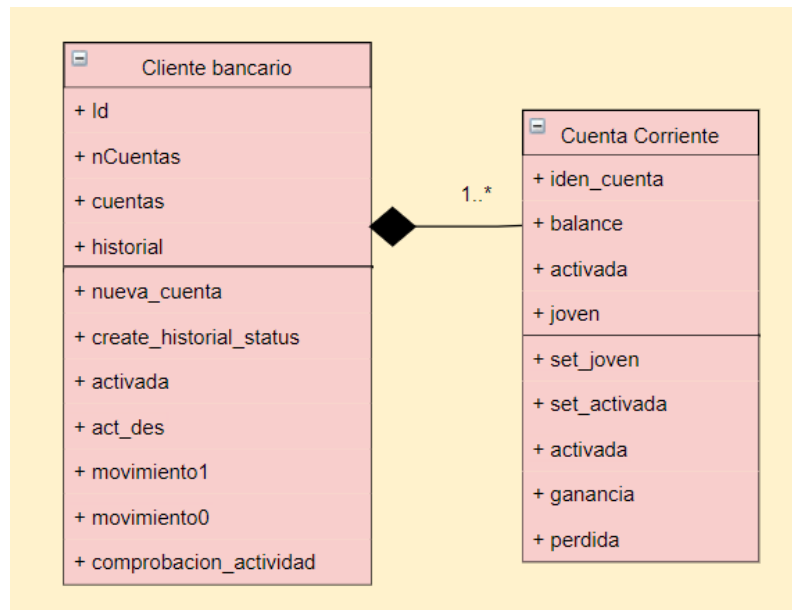 Cliente bancario
+ Id
+ nCuentas
+ cuentas
+ historial
+ nueva_cuenta
+ create_historial_status
+ activada
+ act_des
+ movimiento1
+ movimiento0
+ comprobacion_actividad
1..*
Cuenta Corriente
+ iden_cuenta
+ balance
+ activada
+ joven
+ set_joven
+ set_activada
+ activada
+ ganancia
+ perdida